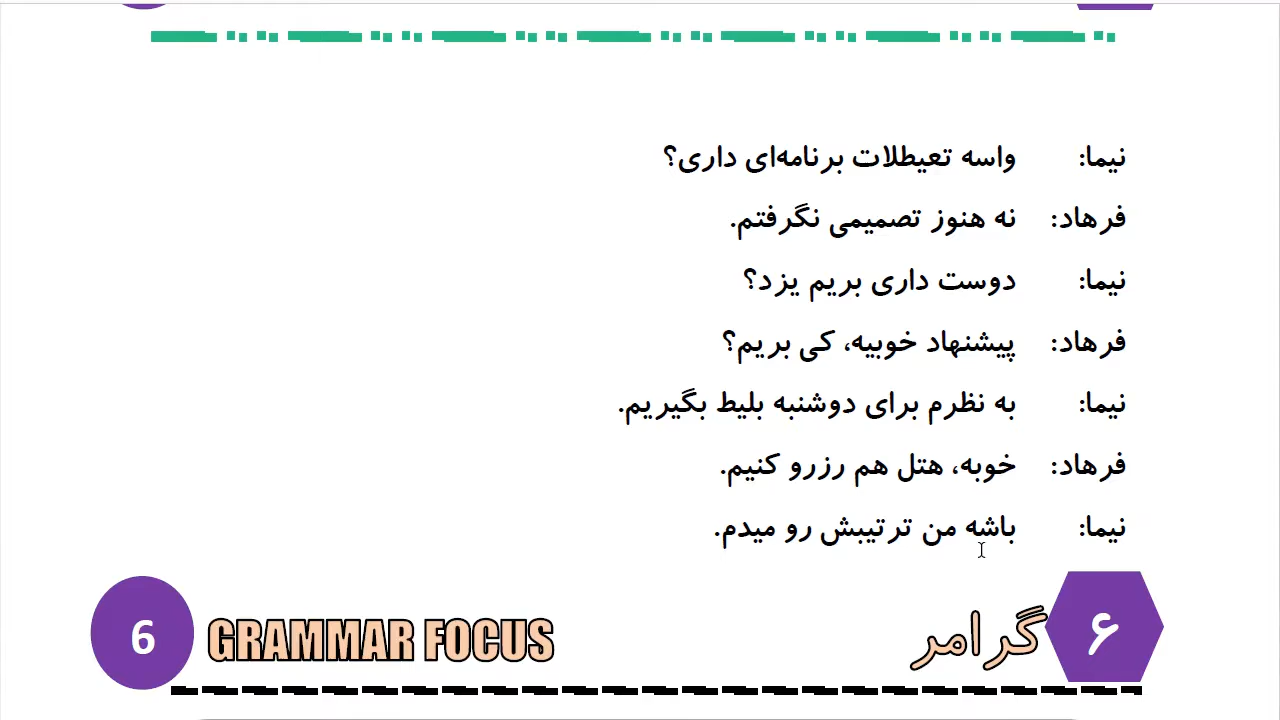 نیما: واسه تعیطلات برنامه‌ای داری؟
فرهاد: نه هنوز تصمیمی نگرفتم.
نیما: دوست داری بریم یزد؟
فرهاد: پیشنهاد خوبیه، کی بریم؟
نیما: به نظرم برای دوشنبه بلیط بگیریم.
فرهاد: خوبه، هتل هم رزرو کنیم.
نیما: باشه من ترتیبش رو میدم.
۶ گرامر
6 GRAMMAR FOCUS